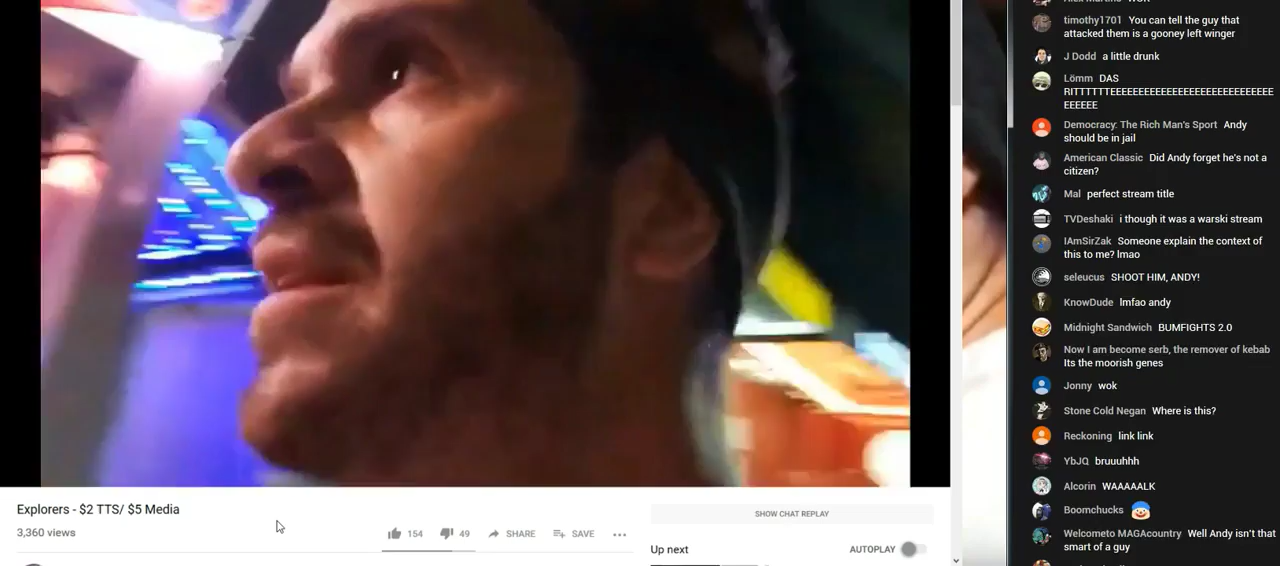 Explorers - $2 TTS/ $5 Media
3,360 views
154
49
SHARE
SAVE
SHOW CHAT REPLAY
Up next
AUTOPLAY
timothy1701 You can tell the guy that
attacked them is a gooney left winger
J Dodd a little drunk
Lömm DAS
RITTTTTTEEEEEEEEEEEEEEEEEEEEEEEEEEE
EEEEEE
Democracy: The Rich Man's Sport Andy
should be in jail
American Classic Did Andy forget he's not a
citizen?
Mal perfect stream title
TVDeshaki i though it was a warski stream
IAmSirZak Someone explain the context of
this to me? lmao
seleucus SHOOT HIM, ANDY!
KnowDude lmfao andy
Midnight Sandwich BUMFIGHTS 2.0
Now I am become serb, the remover of kebab
Its the moorish genes
Jonny wok
Stone Cold Negan Where is this?
Reckoning link link
YbJQ bruuuhhh
Alcorin WAAAAALK
Boomchucks
Welcometo MAGAcountry Well Andy isn't that
smart of a guy